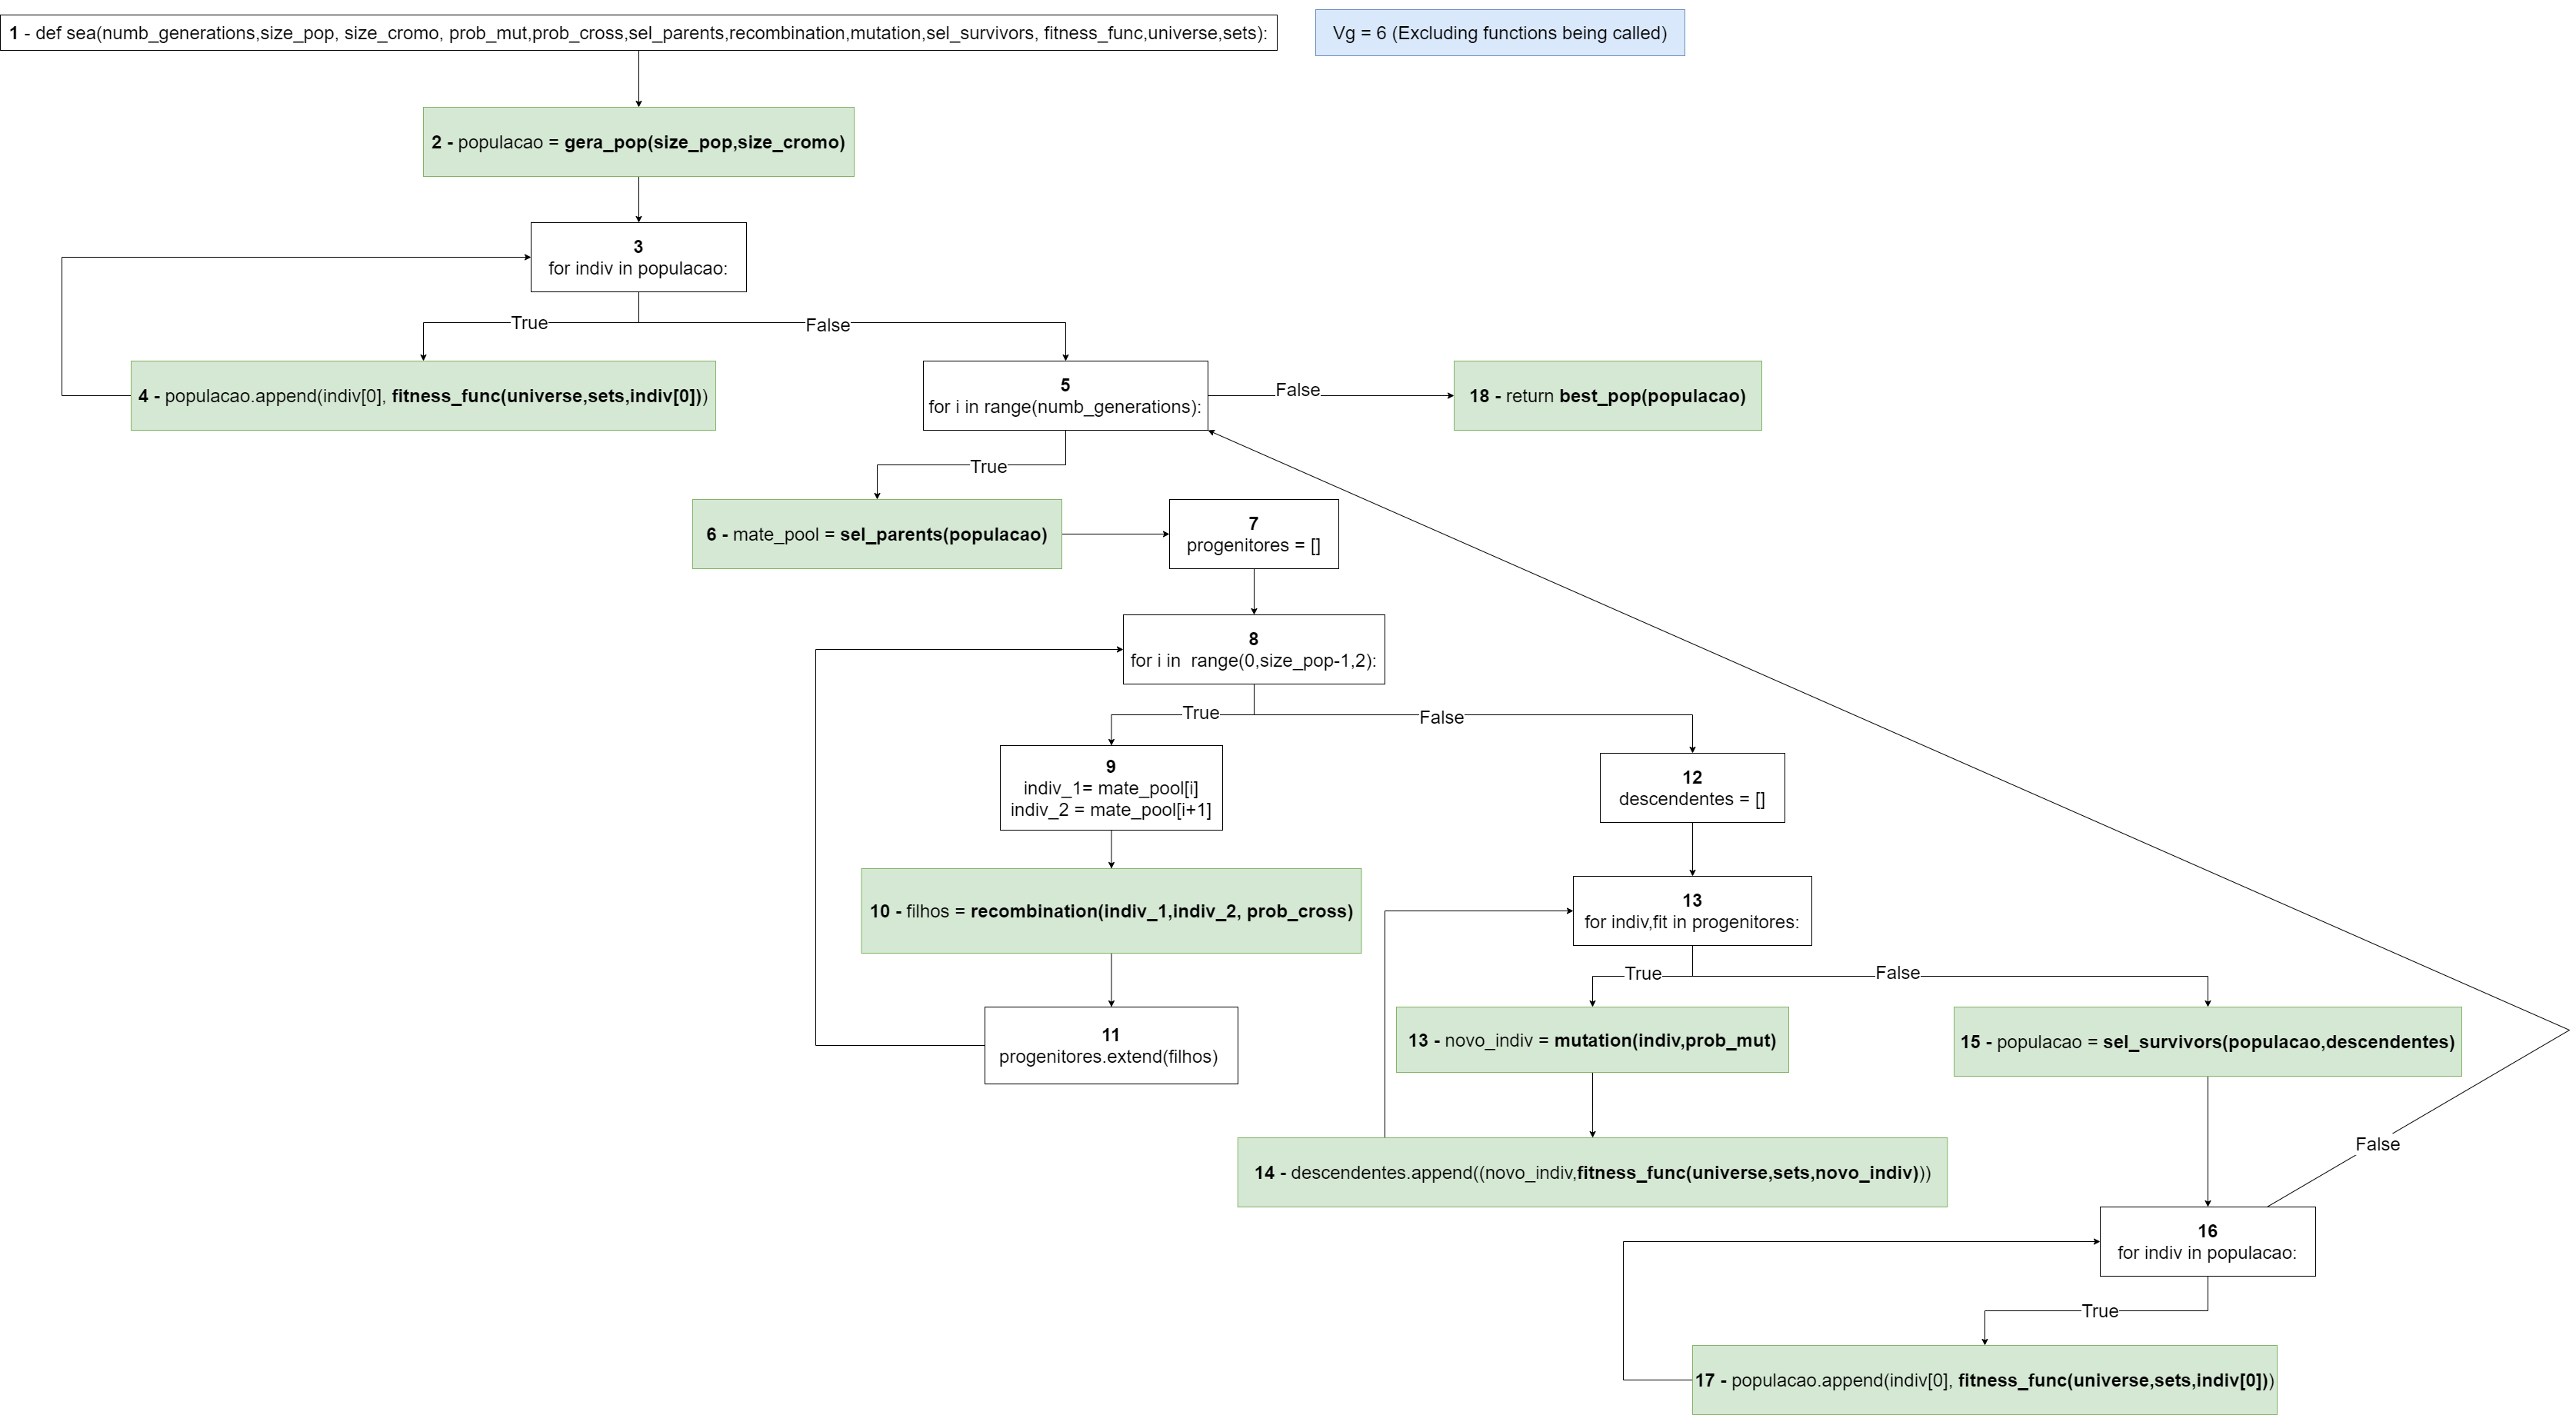 1 - def sea(numb_generations,size_pop, size_cromo, prob_mut,prob_cross,sel_parents,recombination,mutation,sel_survivors, fitness_func,universe,sets):
Vg = 6 (Excluding functions being called)
2 - populacao = gera_pop(size_pop,size_cromo)
3
for indiv in populacao:
True
False
4 - populacao.append(indiv[0], fitness_func(universe,sets,indiv[0]))
5
for i in range(numb_generations):
False
18 - return best_pop(populacao)
True
6 - mate_pool = sel_parents(populacao)
7
progenitores = []
8
for i in  range(0,size_pop-1,2):
True
False
9
indiv_1= mate_pool[i]
indiv_2 = mate_pool[i+1]
12
descendentes = []
10 - filhos = recombination(indiv_1,indiv_2, prob_cross)
13
for indiv,fit in progenitores:
True
False
11
progenitores.extend(filhos)
13 - novo_indiv = mutation(indiv,prob_mut)
15 - populacao = sel_survivors(populacao,descendentes)
False
14 - descendentes.append((novo_indiv,fitness_func(universe,sets,novo_indiv)))
16
for indiv in populacao:
True
17 - populacao.append(indiv[0], fitness_func(universe,sets,indiv[0]))